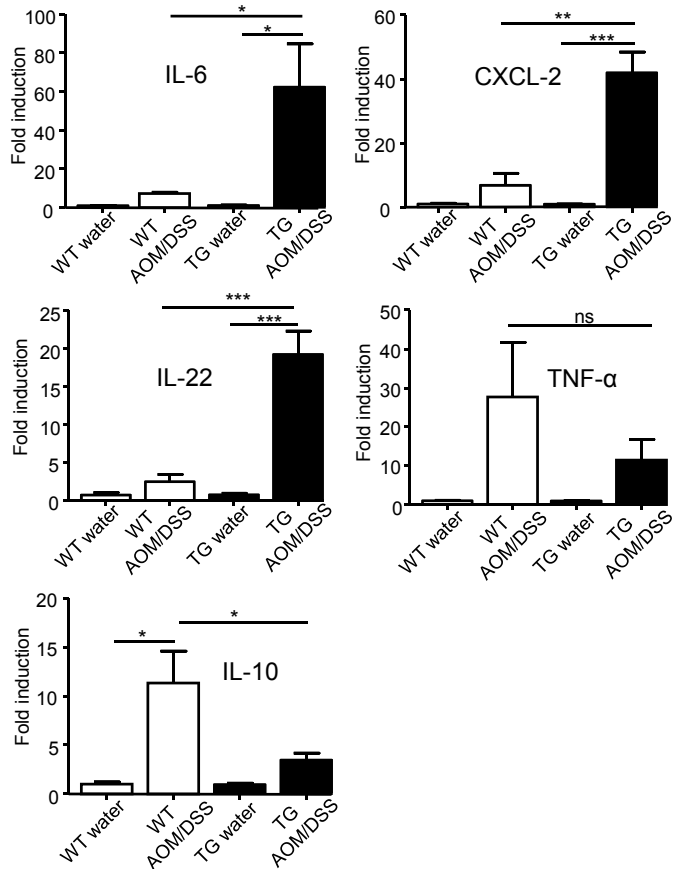 *
*
IL-6
Fold induction
100
80
60
40
20
0
WT water
WT
AOM/DSS
TG water
TG
AOM/DSS
**
***
CXCL-2
Fold induction
60
40
20
0
WT water
WT
AOM/DSS
TG water
TG
AOM/DSS
***
***
IL-22
Fold induction
25
20
15
10
5
0
WT water
WT
AOM/DSS
TG water
TG
AOM/DSS
ns
TNF-α
Fold induction
50
40
30
20
10
0
WT water
WT
AOM/DSS
TG water
TG
AOM/DSS
*
*
IL-10
Fold induction
20
15
10
5
0
WT water
WT
AOM/DSS
TG water
TG
AOM/DSS